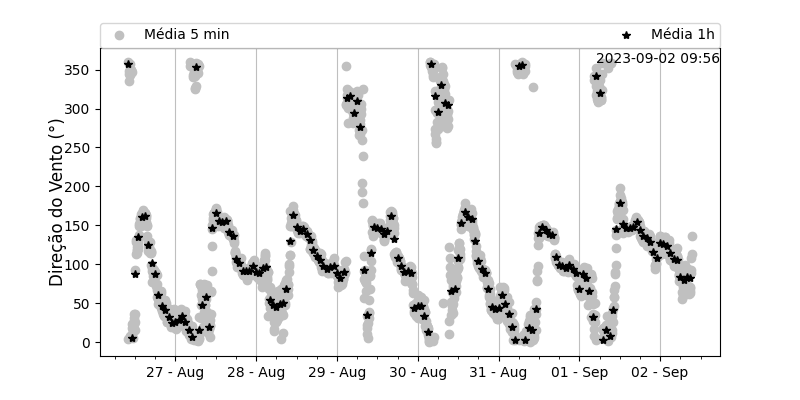 Média 5 min
Média 1h
2023-09-02 09:56
Direção do Vento (°)
350
300
250
200
150
100
50
0
27 - Aug
28 - Aug
29 - Aug
30 - Aug
31 - Aug
01 - Sep
02 - Sep